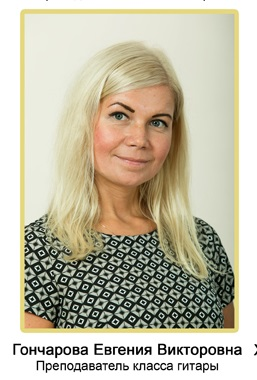 Гончарова Евгения Викторовна
Преподаватель класса гитары